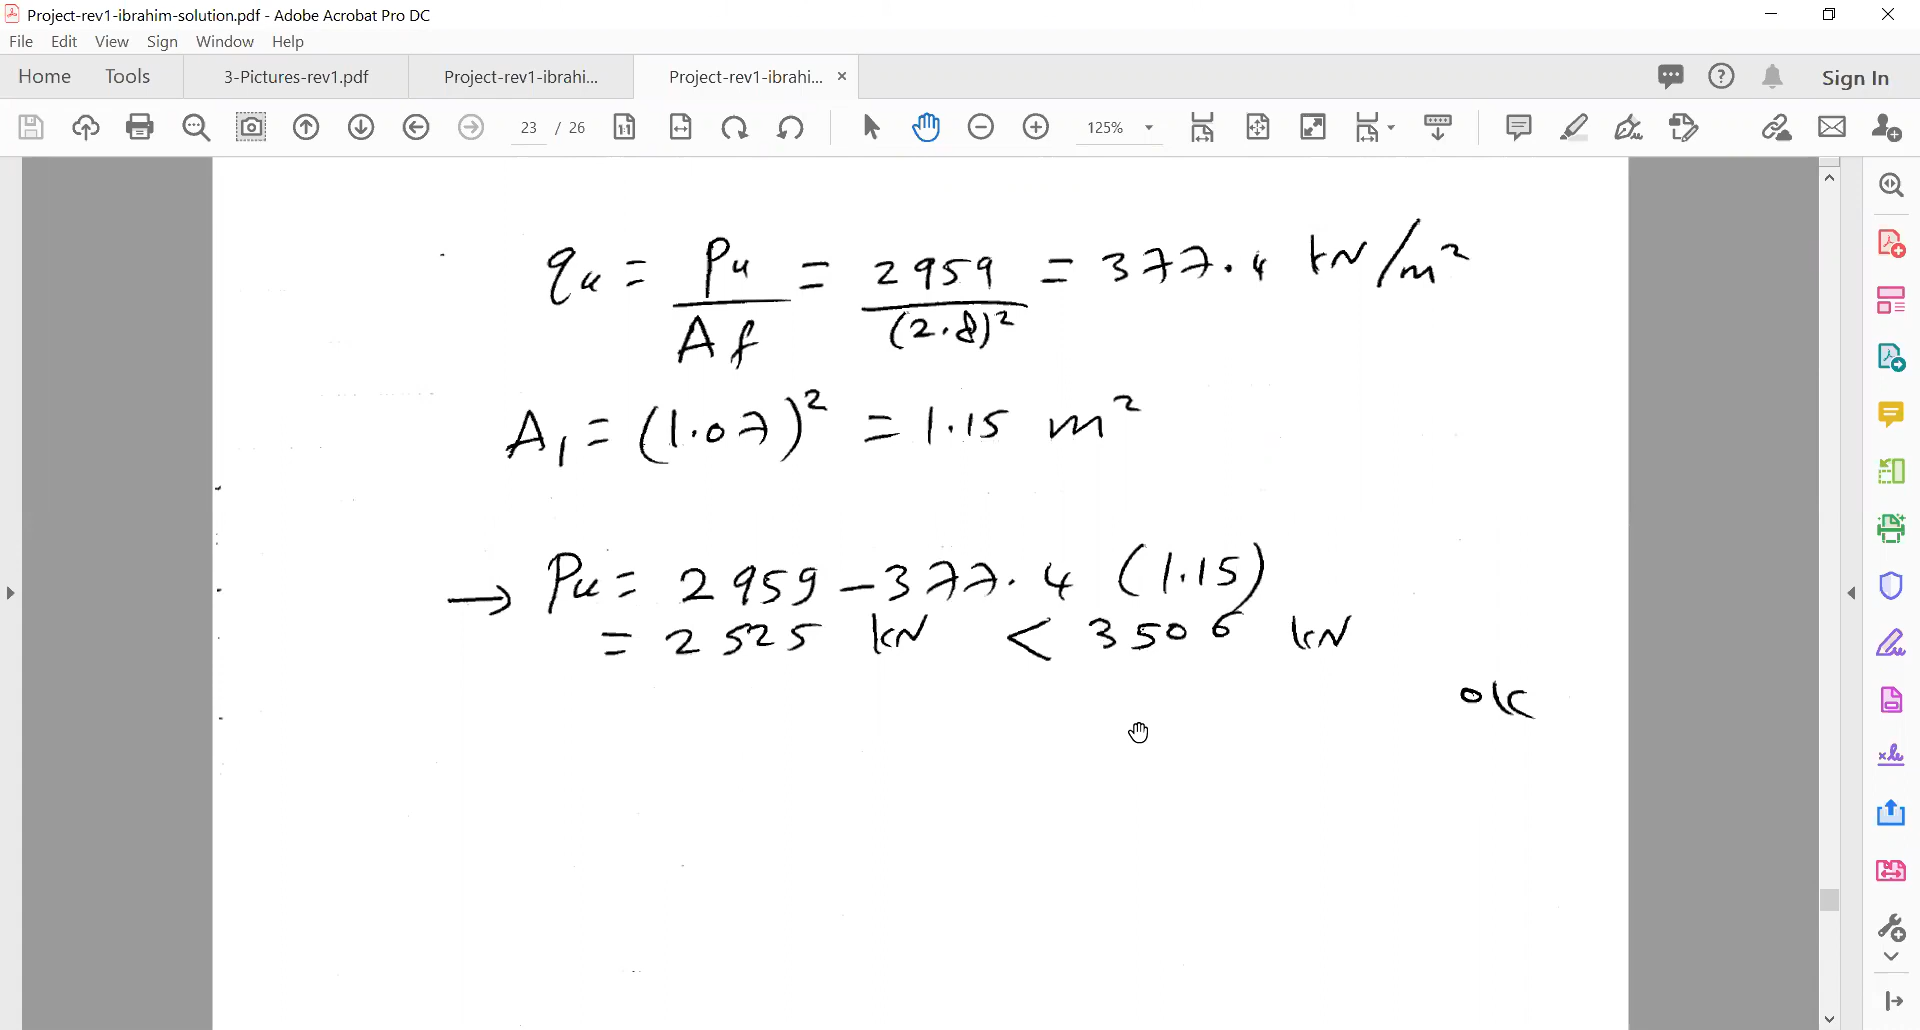 Project-rev1-ibrahim-solution.pdf - Adobe Acrobat Pro DC
File Edit View Sign Window Help
Home Tools 3-Pictures-rev1.pdf Project-rev1-ibrahi... Project-rev1-ibrahi... × Sign In
23 / 26 125%
qu = Pu / Af = 2959 / (2.8)² = 377.4 kN/m²
A₁ = (1.07)² = 1.15 m²
→ Pu = 2959 – 377.4 (1.15)
= 2525 kN < 3506 kN
ok